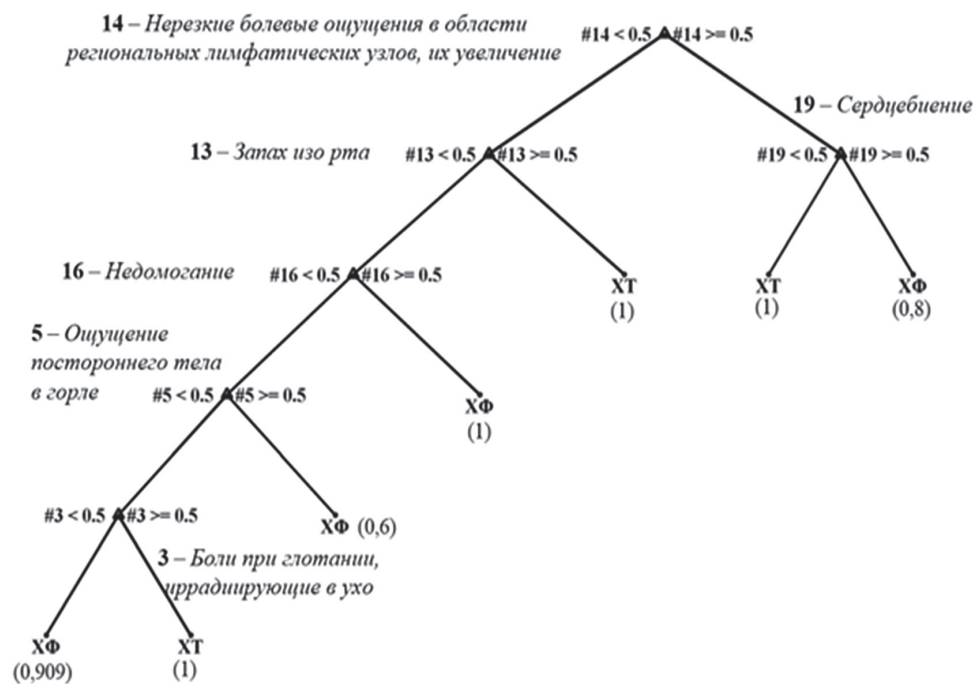 14 – Нерезкие болевые ощущения в области
региональных лимфатических узлов, их увеличение
#14 < 0.5 #14 >= 0.5
19 – Сердцебиение
13 – Запах изо рта
#13 < 0.5 #13 >= 0.5
#19 < 0.5 #19 >= 0.5
16 – Недомогание
#16 < 0.5 #16 >= 0.5
ХТ
(1)
ХТ
(1)
ХФ
(0,8)
5 – Ощущение
постороннего тела
в горле
#5 < 0.5 #5 >= 0.5
ХФ
(1)
#3 < 0.5 #3 >= 0.5
ХФ (0,6)
3 – Боли при глотании,
иррадиирующие в ухо
ХФ
(0,909)
ХТ
(1)